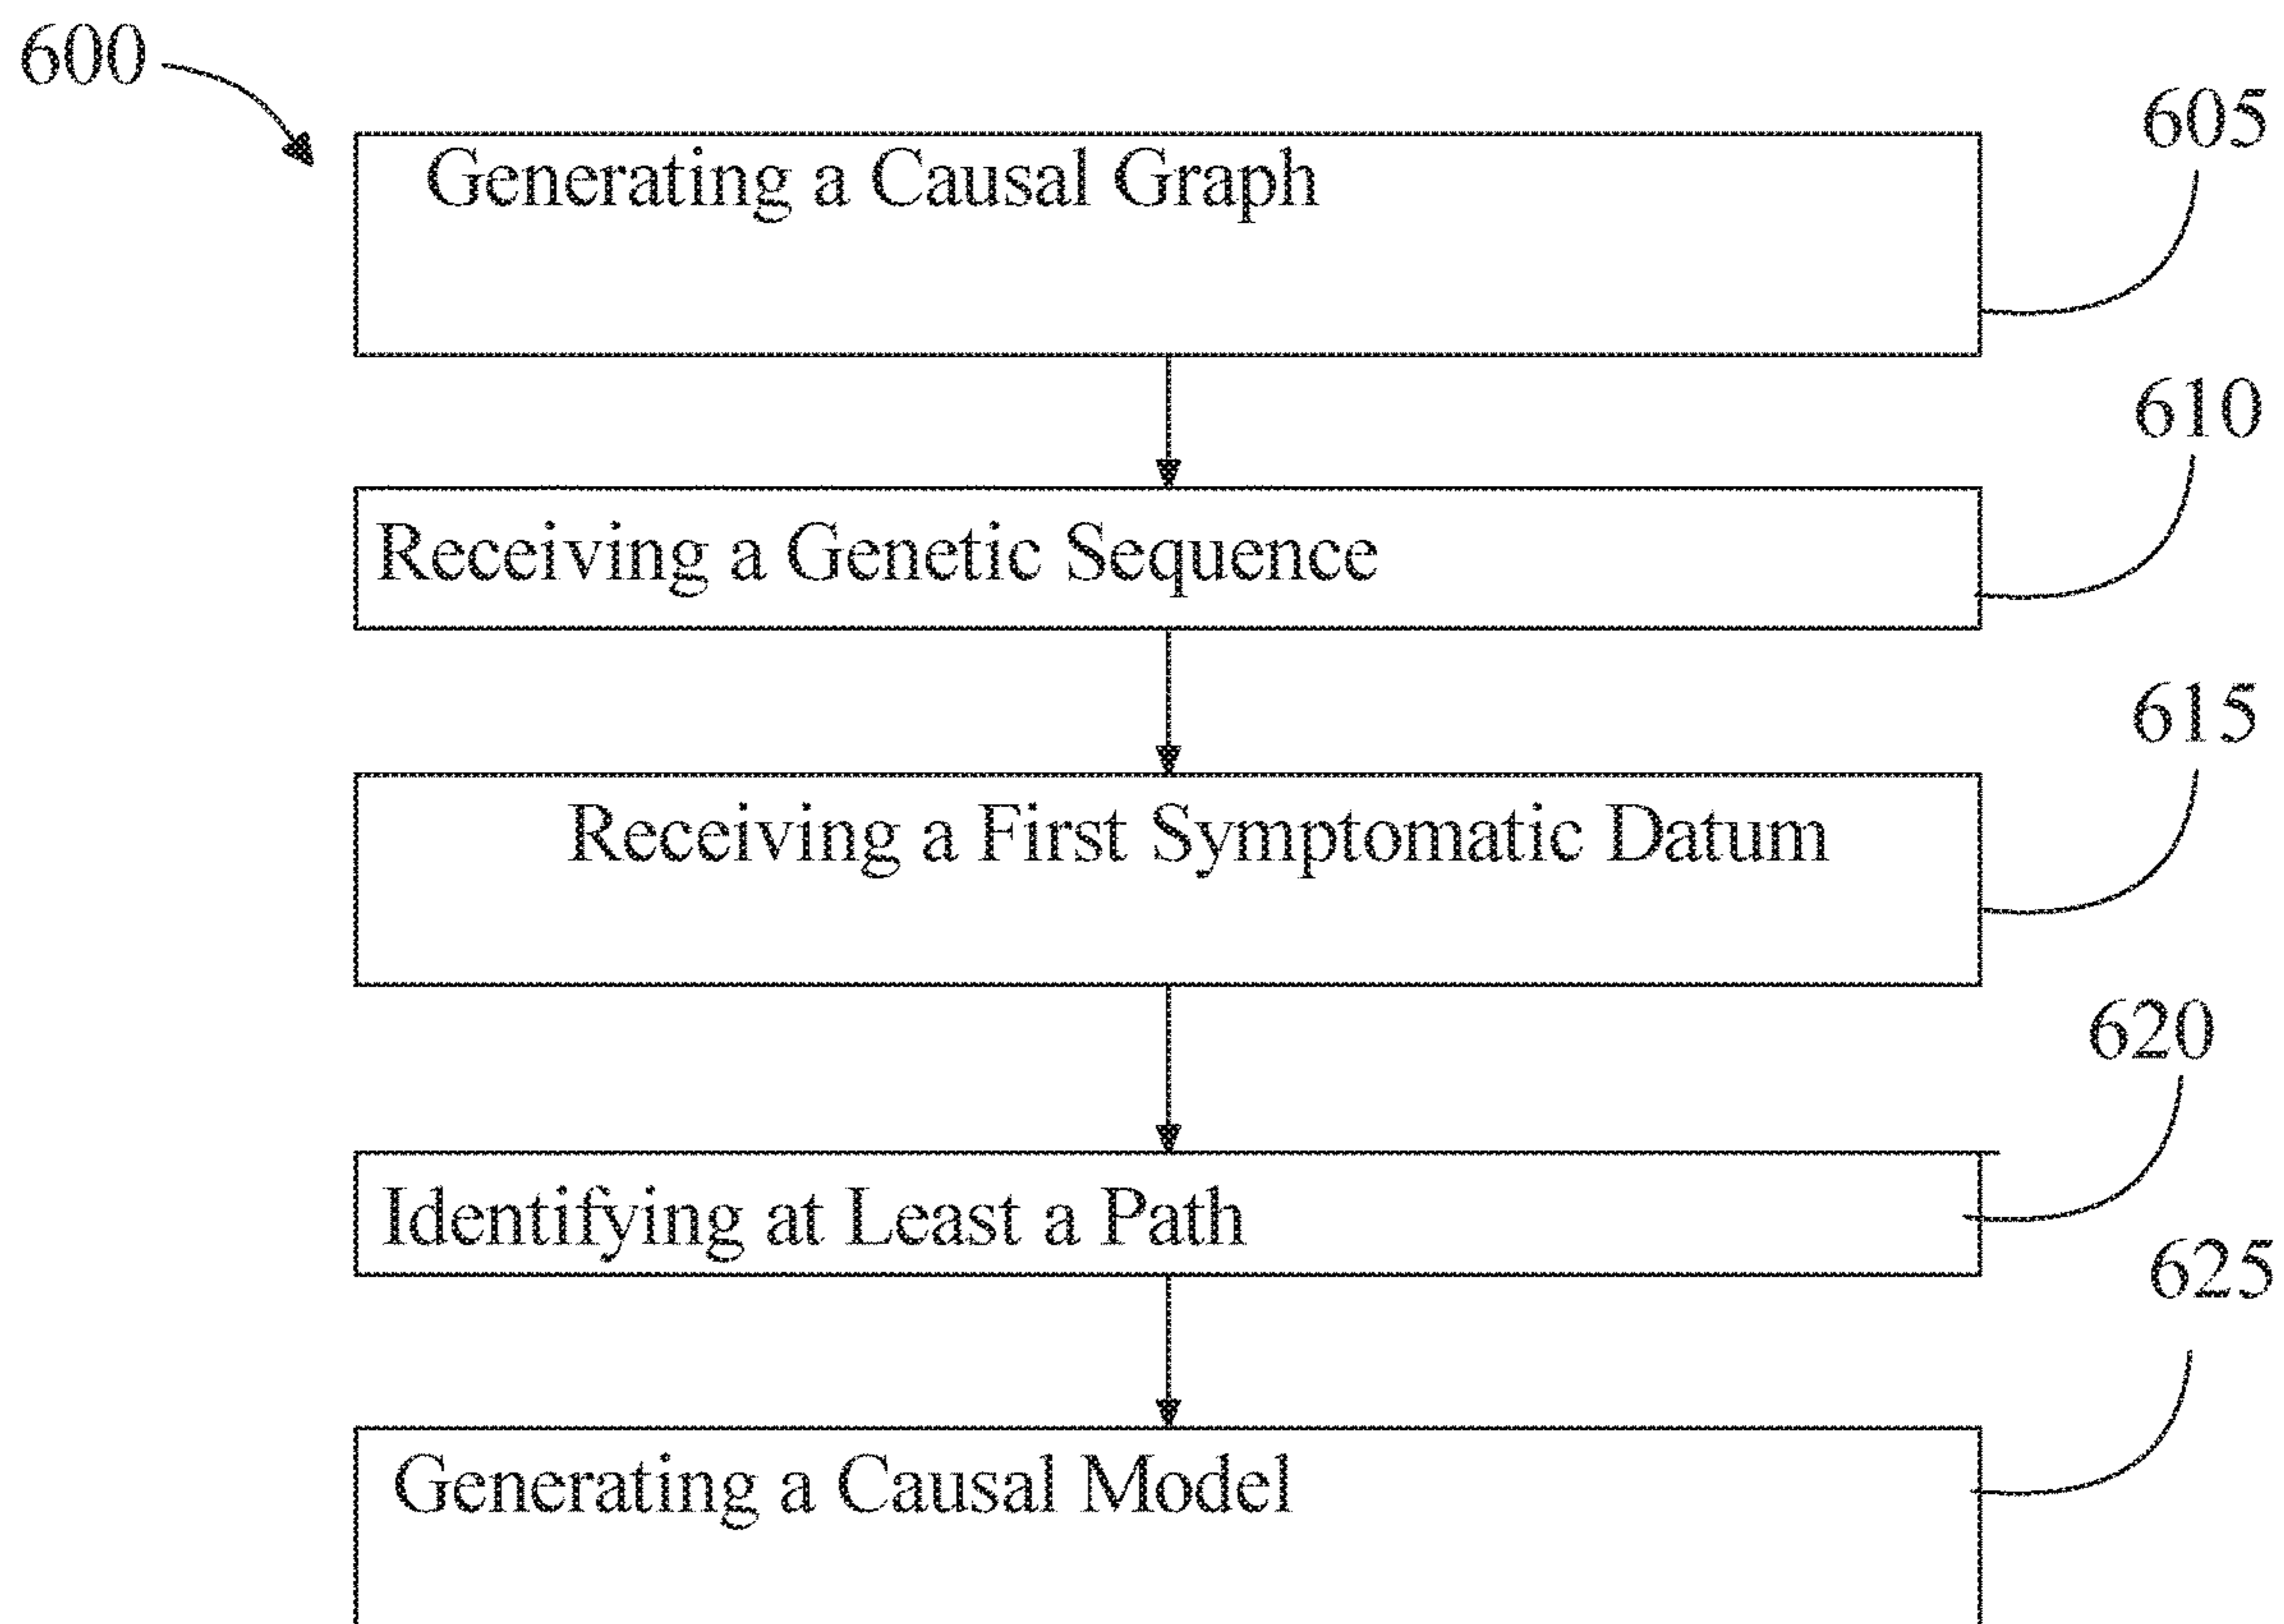 600
605
Generating a Causal Graph
610
Receiving a Genetic Sequence
615
Receiving a First Symptomatic Datum
620
Identifying at Least a Path
625
Generating a Causal Model